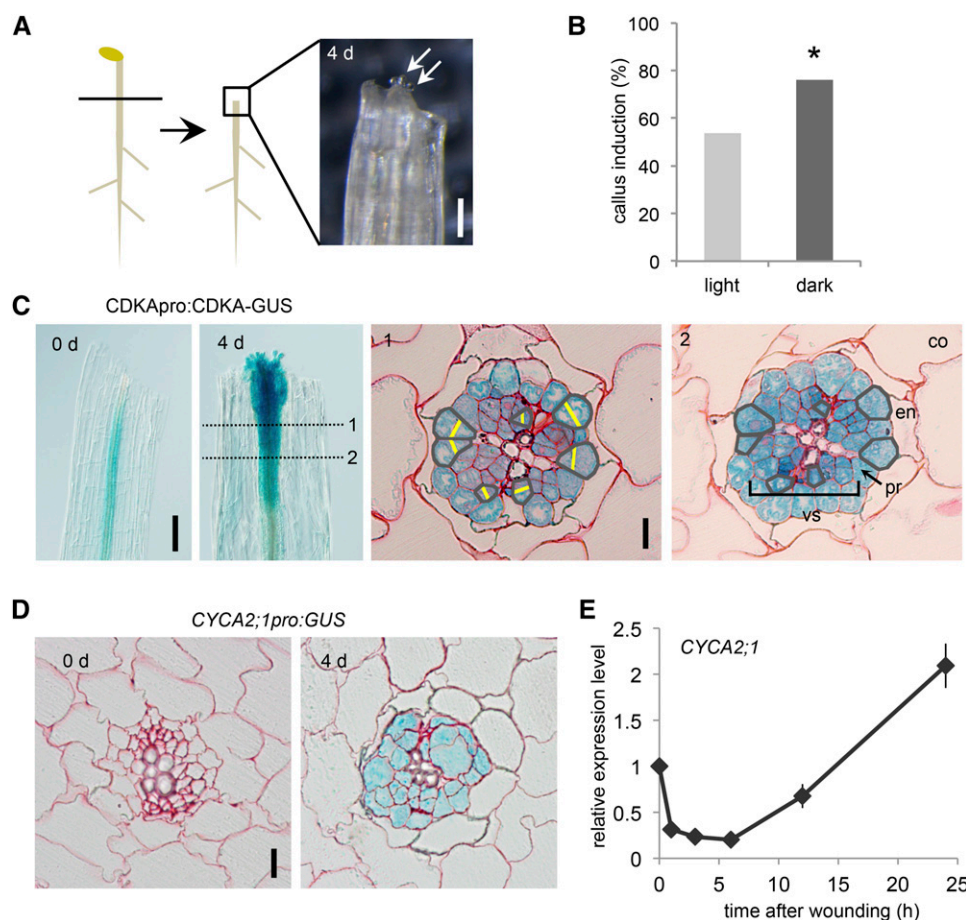 A
4 d
B
callus induction (%)
100
80
60
40
20
0
*
light
dark
C
CDKApro:CDKA-GUS
0 d
4 d
1
2
1
2
co
en
pr
vs
D
CYCA2;1pro:GUS
0 d
4 d
E
relative expression level
2.5
2
1.5
1
0.5
0
CYCA2;1
0
5
10
15
20
25
time after wounding (h)